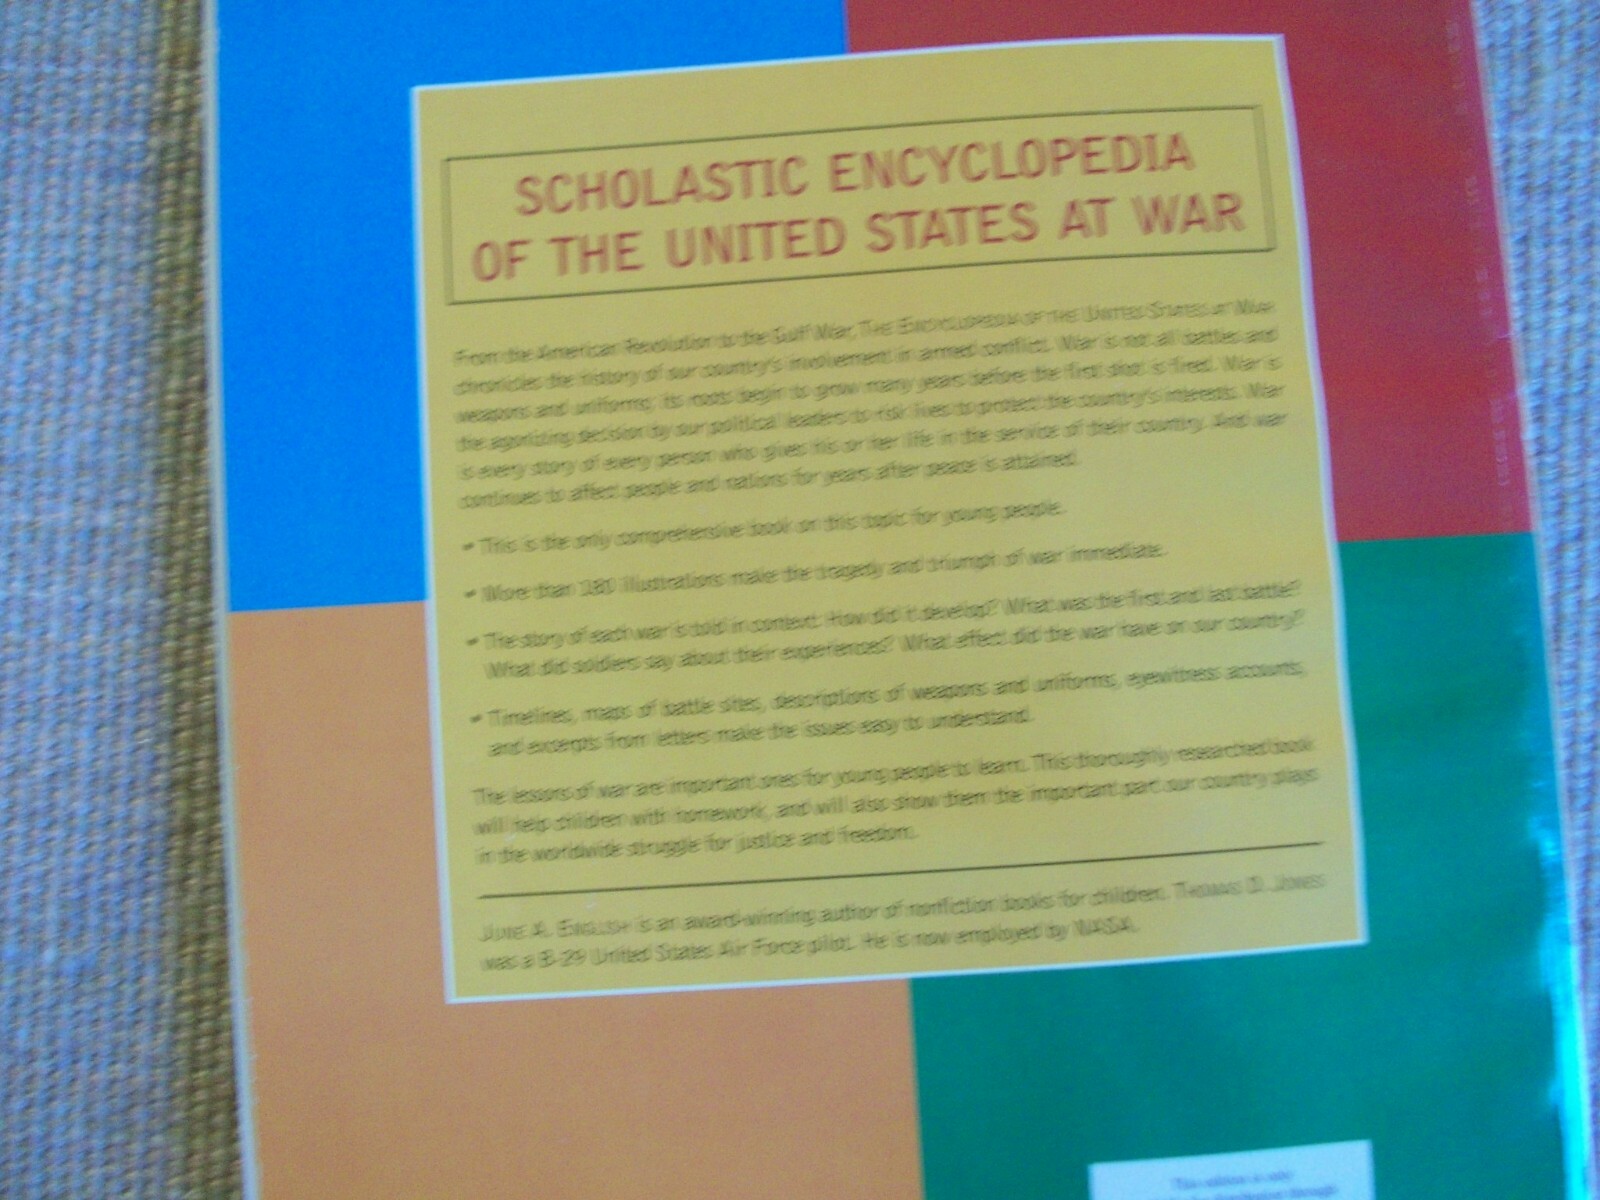 SCHOLASTIC ENCYCLOPEDIA
OF THE UNITED STATES AT WAR
From the American Revolution to the Gulf War, THE ENCYCLOPEDIA OF THE UNITED STATES AT WAR
chronicles the history of our country's involvement in armed conflict. War is not all battles and
weapons and uniforms; its roots begin to grow many years before the first shot is fired. War is
the agonizing decision by our political leaders to risk lives to protect the country's interests. War
is every story of every person who gives his or her life in the service of their country. And war
continues to affect people and nations for years after peace is attained.
• This is the only comprehensive book on this topic for young people.
• More than 180 illustrations make the tragedy and triumph of war immediate.
• The story of each war is told in context. How did it develop? What was the first and last battle?
What did soldiers say about their experiences? What effect did the war have on our country?
• Timelines, maps of battle sites, descriptions of weapons and uniforms, eyewitness accounts,
and excerpts from letters make the issues easy to understand.
The lessons of war are important ones for young people to learn. This thoroughly researched book
will help children with homework, and will also show them the important part our country plays
in the worldwide struggle for justice and freedom.
JUNE A. ENGLISH is an award-winning author of nonfiction books for children. THOMAS D. JONES
was a B-29 United States Air Force pilot. He is now employed by NASA.
This edition is only